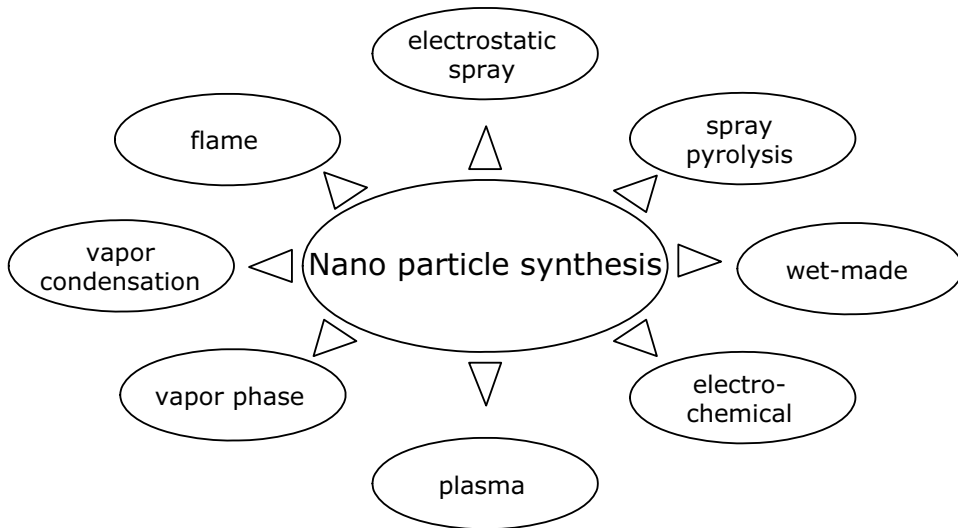 electrostatic
spray
flame
spray
pyrolysis
vapor
condensation
Nano particle synthesis
wet-made
vapor phase
electro-
chemical
plasma